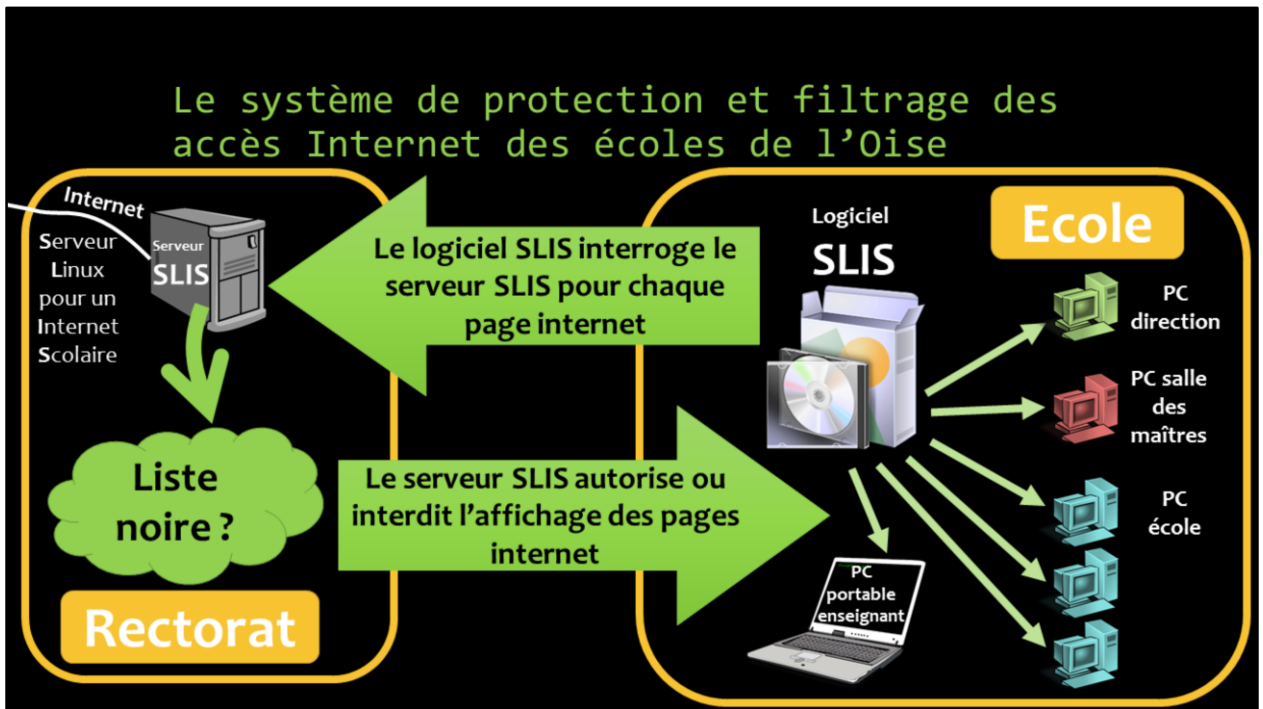 Le système de protection et filtrage des
accès Internet des écoles de l’Oise
Internet
Serveur
Linux
pour un
Internet
Scolaire
Serveur
SLIS
Le logiciel SLIS interroge le
serveur SLIS pour chaque
page internet
Logiciel
SLIS
Ecole
PC
direction
PC salle
des
maîtres
PC
école
Liste
noire ?
Le serveur SLIS autorise ou
interdit l’affichage des pages
internet
PC
portable
enseignant
Rectorat